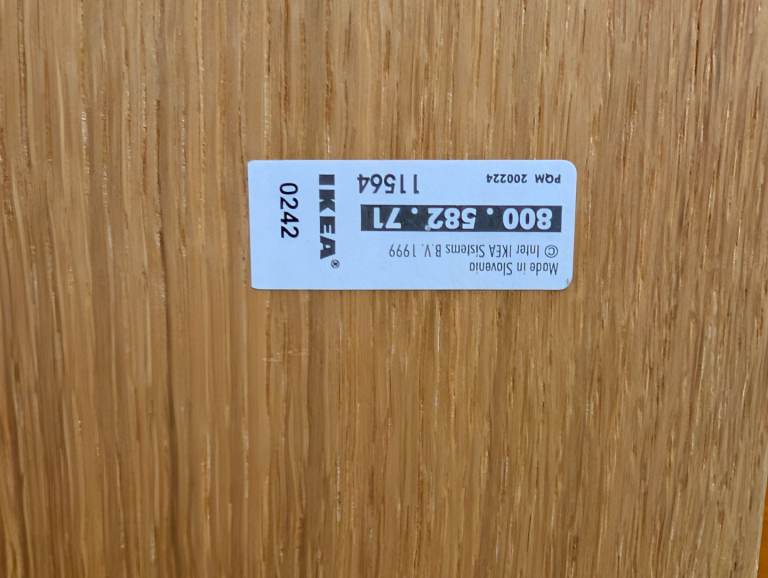 Made in Slovenia
© Inter IKEA Sistems B.V. 1999
800.582.71
PQM 200224
11564
IKEA®
0242